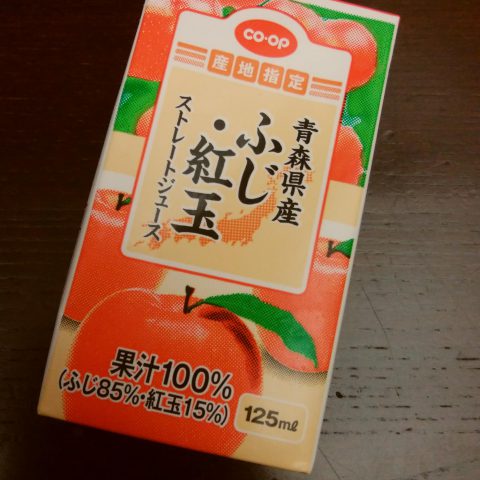 CO·OP
産地指定
青森県産
ふじ
・紅玉
ストレートジュース
果汁100%
(ふじ85%・紅玉15%)
125ml